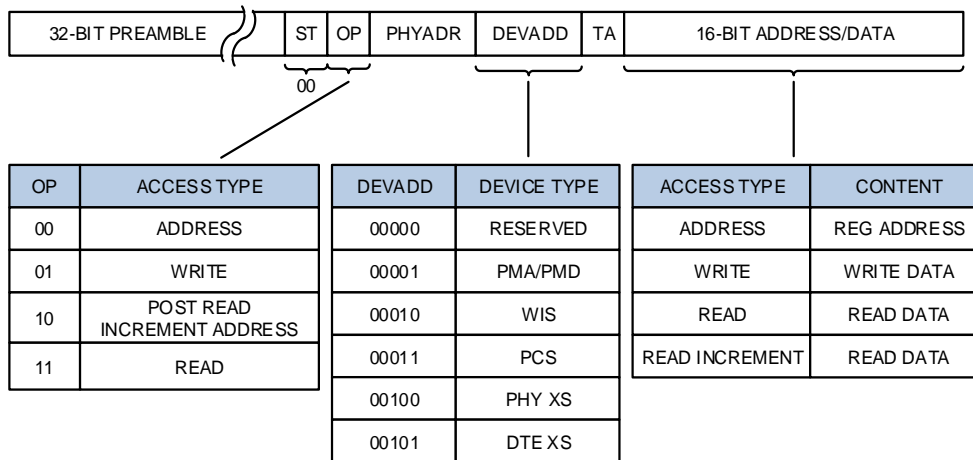 32-BIT PREAMBLE ST OP PHYADR DEVADD TA 16-BIT ADDRESS/DATA
00
OP ACCESS TYPE
00 ADDRESS
01 WRITE
10 POST READ
INCREMENT ADDRESS
11 READ
DEVADD DEVICE TYPE
00000 RESERVED
00001 PMA/PMD
00010 WIS
00011 PCS
00100 PHY XS
00101 DTE XS
ACCESS TYPE CONTENT
ADDRESS REG ADDRESS
WRITE WRITE DATA
READ READ DATA
READ INCREMENT READ DATA